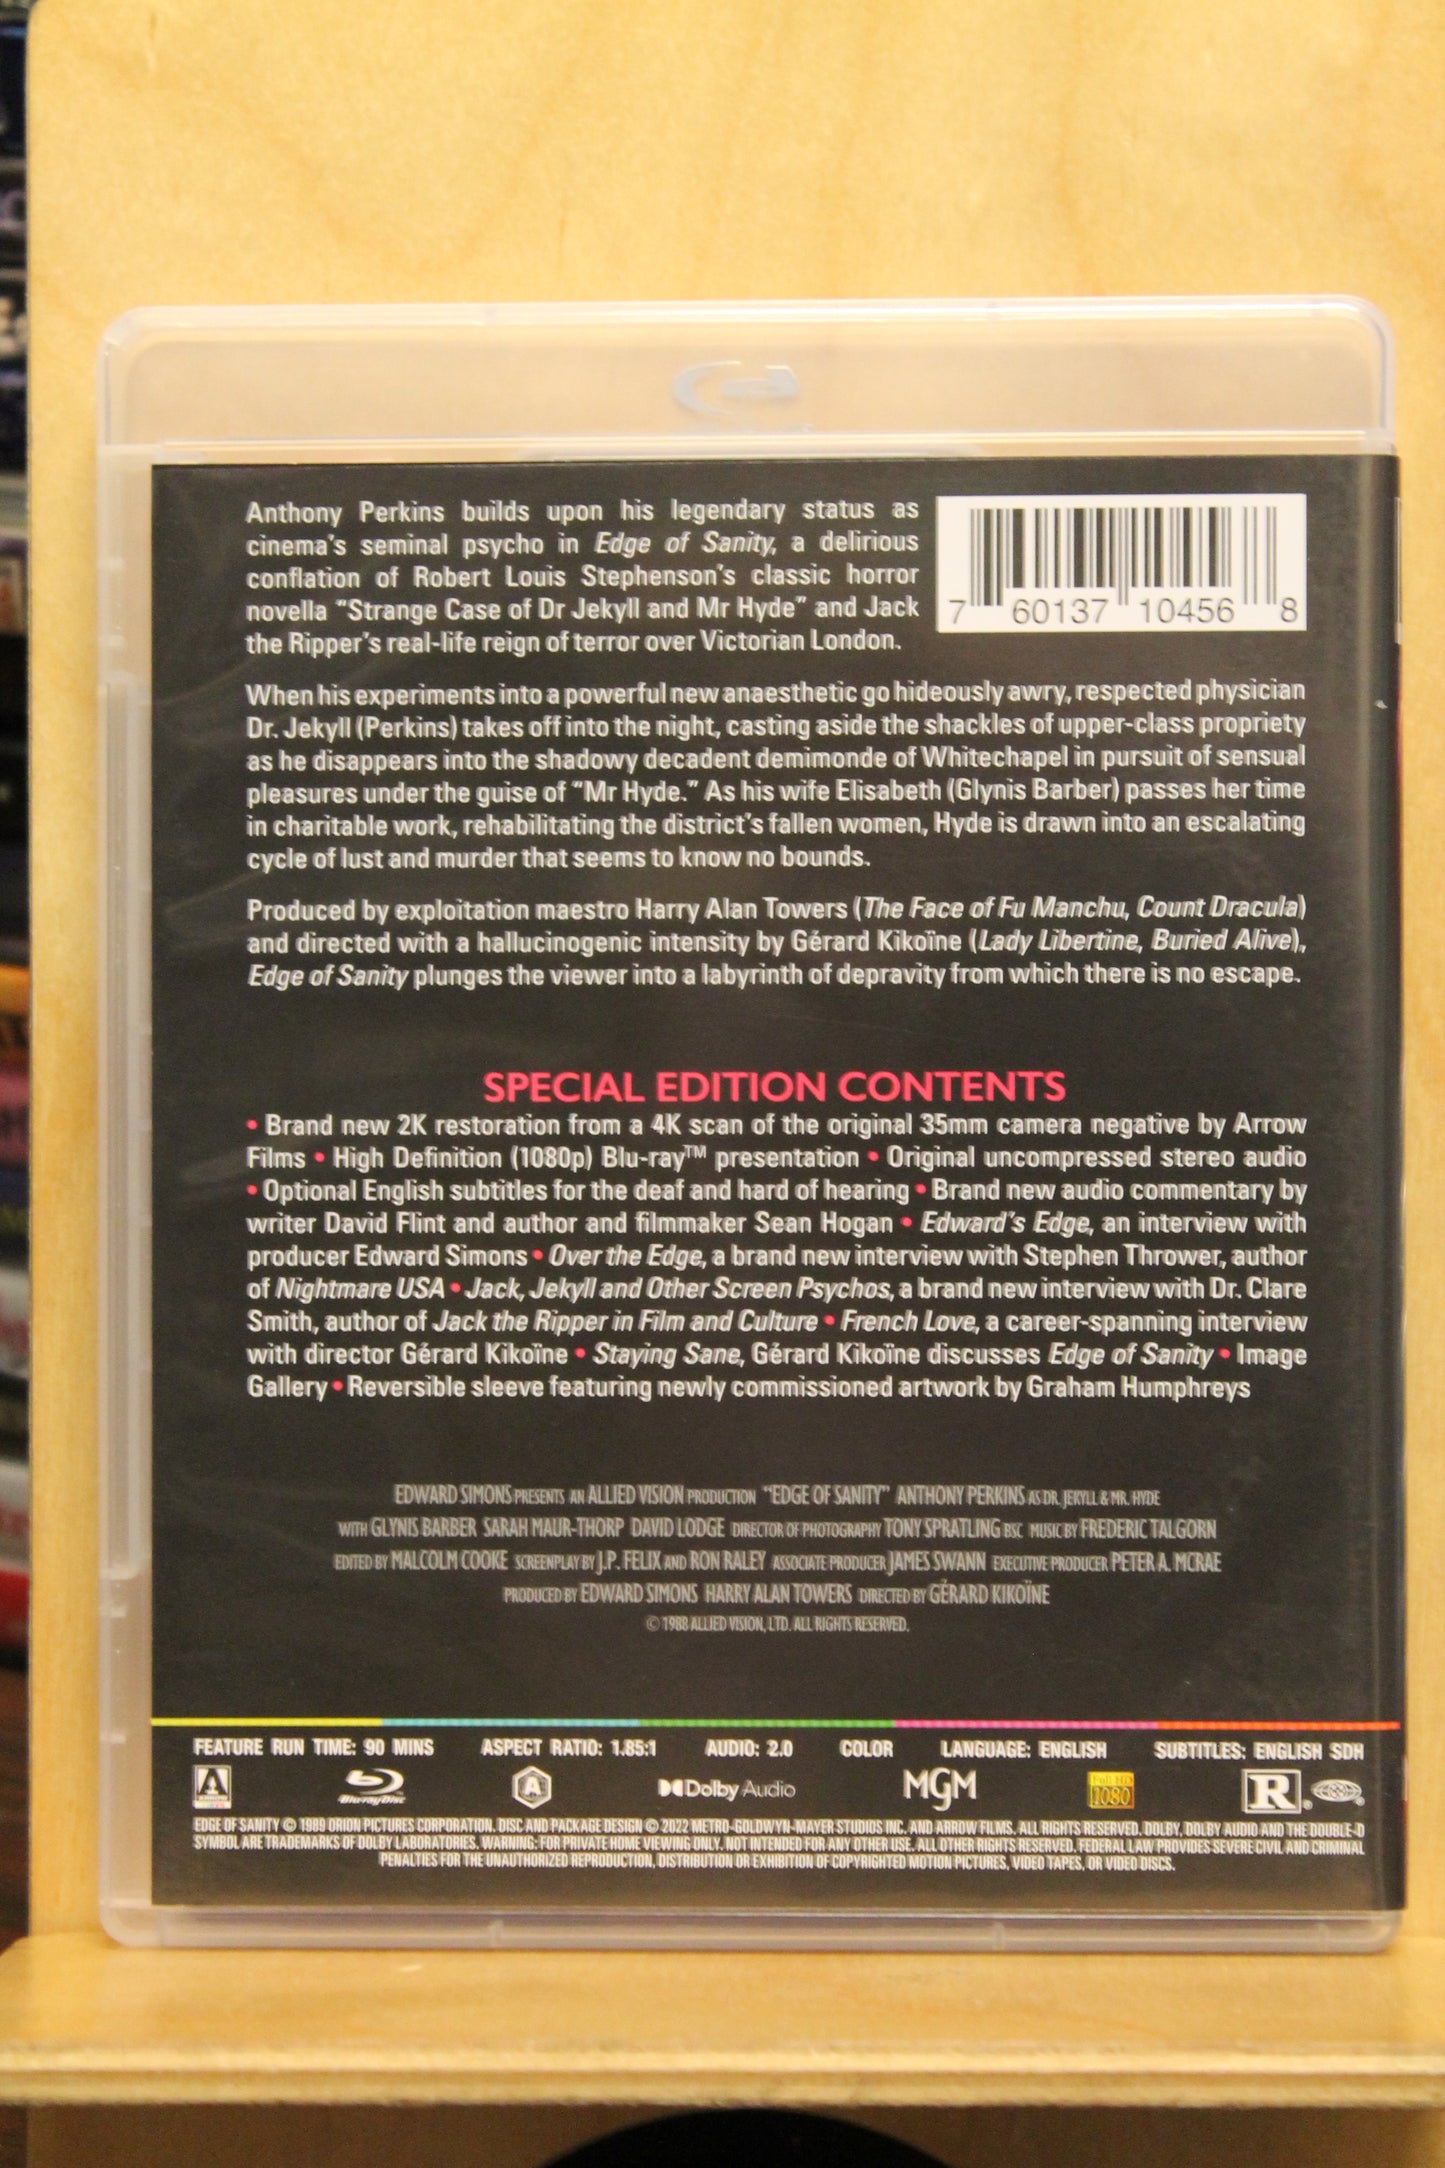 Anthony Perkins builds upon his legendary status as
cinema's seminal psycho in Edge of Sanity, a delirious
conflation of Robert Louis Stephenson's classic horror
novella "Strange Case of Dr Jekyll and Mr Hyde" and Jack
the Ripper's real-life reign of terror over Victorian London.
7 60137 10456 8
When his experiments into a powerful new anaesthetic go hideously awry, respected physician
Dr. Jekyll (Perkins) takes off into the night, casting aside the shackles of upper-class propriety
as he disappears into the shadowy decadent demimonde of Whitechapel in pursuit of sensual
pleasures under the guise of "Mr Hyde." As his wife Elisabeth (Glynis Barber) passes her time
in charitable work, rehabilitating the district's fallen women, Hyde is drawn into an escalating
cycle of lust and murder that seems to know no bounds.
Produced by exploitation maestro Harry Alan Towers (The Face of Fu Manchu, Count Dracula)
and directed with a hallucinogenic intensity by Gérard Kikoïne (Lady Libertine, Buried Alive),
Edge of Sanity plunges the viewer into a labyrinth of depravity from which there is no escape.
SPECIAL EDITION CONTENTS
• Brand new 2K restoration from a 4K scan of the original 35mm camera negative by Arrow
Films • High Definition (1080p) Blu-ray™ presentation • Original uncompressed stereo audio
• Optional English subtitles for the deaf and hard of hearing • Brand new audio commentary by
writer David Flint and author and filmmaker Sean Hogan • Edward's Edge, an interview with
producer Edward Simons • Over the Edge, a brand new interview with Stephen Thrower, author
of Nightmare USA • Jack, Jekyll and Other Screen Psychos, a brand new interview with Dr. Clare
Smith, author of Jack the Ripper in Film and Culture • French Love, a career-spanning interview
with director Gérard Kikoïne • Staying Sane, Gérard Kikoïne discusses Edge of Sanity • Image
Gallery • Reversible sleeve featuring newly commissioned artwork by Graham Humphreys
EDWARD SIMONS PRESENTS AN ALLIED VISION PRODUCTION "EDGE OF SANITY" ANTHONY PERKINS AS DR. JEKYLL & MR. HYDE
WITH GLYNIS BARBER SARAH MAUR-THORP DAVID LODGE DIRECTOR OF PHOTOGRAPHY TONY SPRATLING BSC MUSIC BY FREDERIC TALGORN
EDITED BY MALCOLM COOKE SCREENPLAY BY J.P. FELIX AND RON RALEY ASSOCIATE PRODUCER JAMES SWANN EXECUTIVE PRODUCER PETER A. MCRAE
PRODUCED BY EDWARD SIMONS HARRY ALAN TOWERS DIRECTED BY GÉRARD KIKOÏNE
© 1988 ALLIED VISION, LTD. ALL RIGHTS RESERVED.
FEATURE RUN TIME: 90 MINS ASPECT RATIO: 1.85:1 AUDIO: 2.0 COLOR LANGUAGE: ENGLISH SUBTITLES: ENGLISH SDH
A ARROW Blu-ray Disc A Dolby Audio MGM Full HD 1080 R
EDGE OF SANITY © 1989 ORION PICTURES CORPORATION. DISC AND PACKAGE DESIGN © 2022 METRO-GOLDWYN-MAYER STUDIOS INC. AND ARROW FILMS. ALL RIGHTS RESERVED. DOLBY, DOLBY AUDIO AND THE DOUBLE-D
SYMBOL ARE TRADEMARKS OF DOLBY LABORATORIES. WARNING: FOR PRIVATE HOME VIEWING ONLY. NOT INTENDED FOR ANY OTHER USE. ALL OTHER RIGHTS RESERVED. FEDERAL LAW PROVIDES SEVERE CIVIL AND CRIMINAL
PENALTIES FOR THE UNAUTHORIZED REPRODUCTION, DISTRIBUTION OR EXHIBITION OF COPYRIGHTED MOTION PICTURES, VIDEO TAPES, OR VIDEO DISCS.